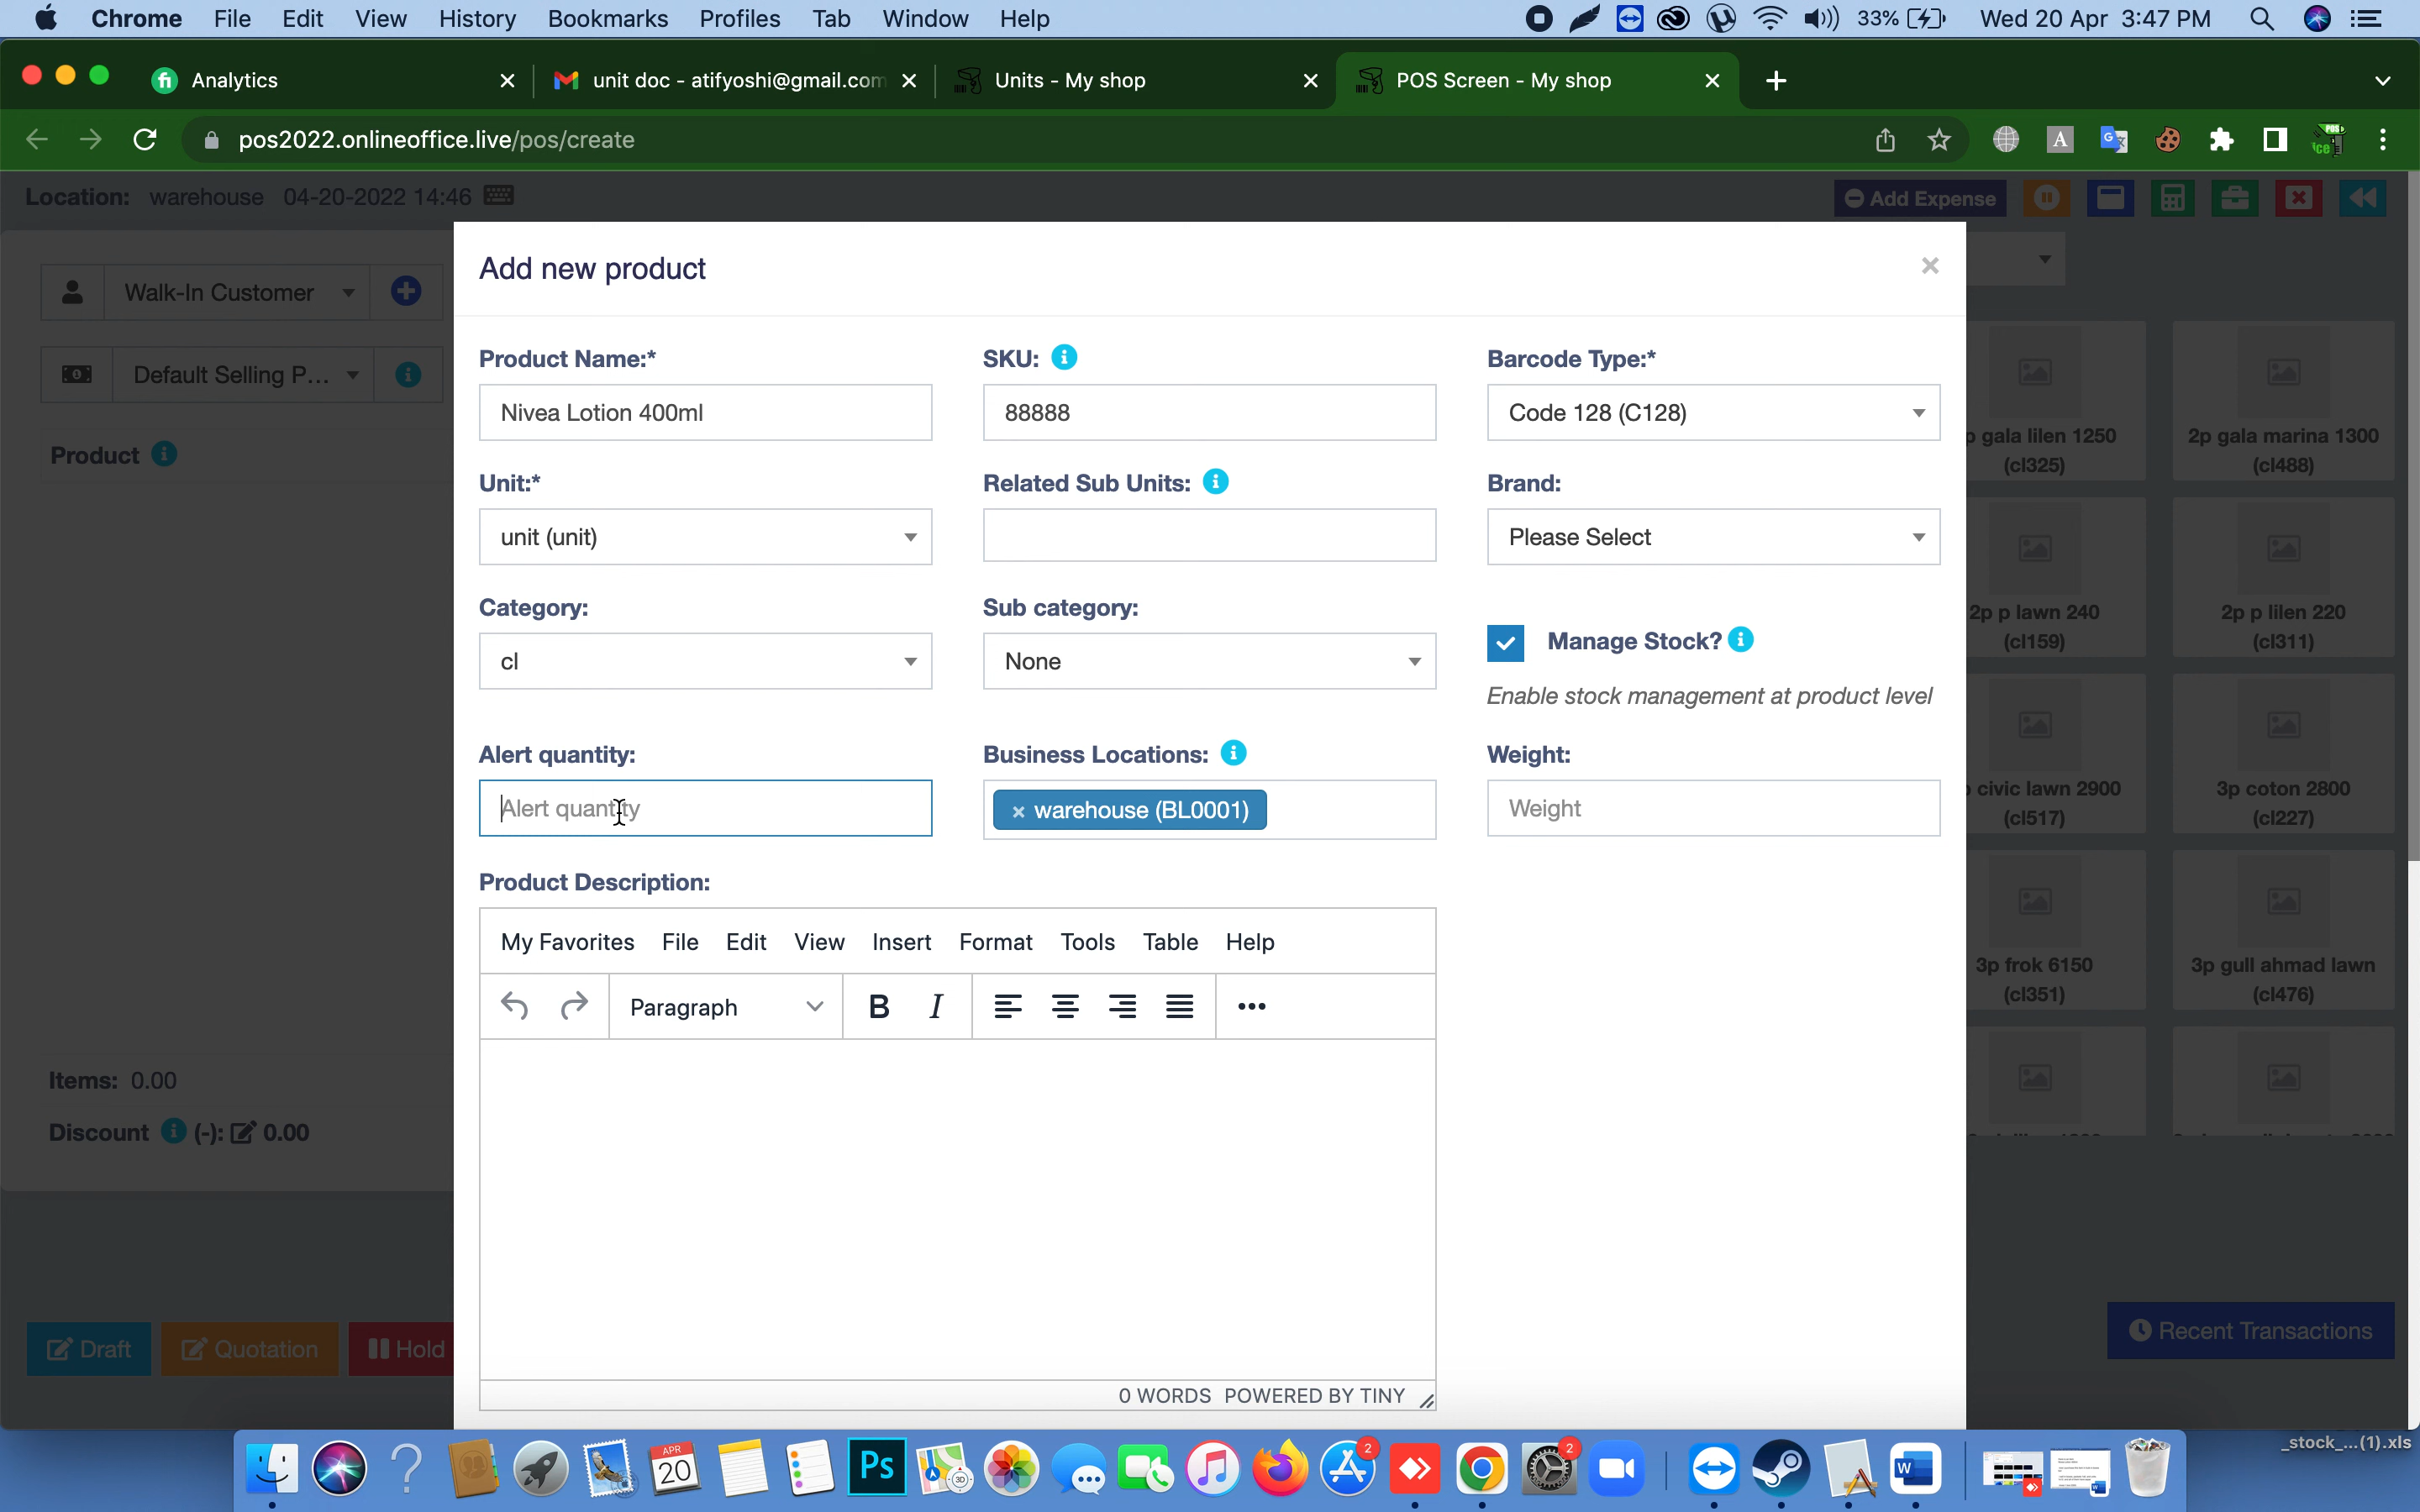 Chrome File Edit View History Bookmarks Profiles Tab Window Help 33% Wed 20 Apr 3:47 PM
Analytics unit doc - atifyoshi@gmail.com Units - My shop POS Screen - My shop
pos2022.onlineoffice.live/pos/create
Location: warehouse 04-20-2022 14:46 Add Expense
Add new product
Walk-In Customer
Product Name:* SKU: Barcode Type:*
Default Selling P...
Nivea Lotion 400ml 88888 Code 128 (C128)
p gala lilen 1250 2p gala marina 1300
Product
(cl325) (cl488)
Unit:* Related Sub Units: Brand:
unit (unit) Please Select
Category: Sub category:
2p p lawn 240 2p p lilen 220
Manage Stock? (cl159) (cl311)
cl None
Enable stock management at product level
Alert quantity: Business Locations: Weight:
civic lawn 2900 3p coton 2800
Alert quantity × warehouse (BL0001) Weight
(cl517) (cl227)
Product Description:
My Favorites File Edit View Insert Format Tools Table Help
3p frok 6150 3p gull ahmad lawn
(cl351) (cl476)
Paragraph B I
Items: 0.00
Discount (-): 0.00
Draft Quotation Hold Recent Transactions
0 WORDS POWERED BY TINY
_stock_...(1).xls
APR
20 Ps 3D 2 2 W